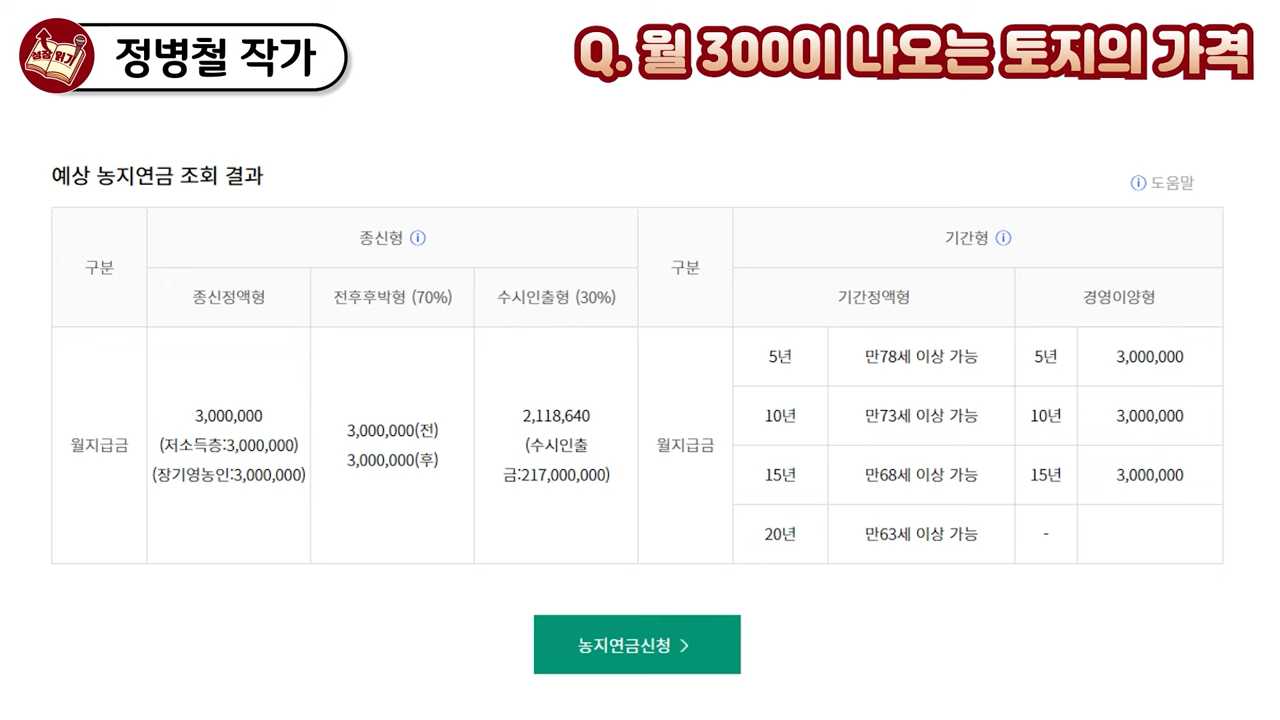 성장읽기
정병철 작가
Q. 월 300이 나오는 토지의 가격
예상 농지연금 조회 결과
도움말
구분
종신형
구분
기간형
종신정액형
전후후박형 (70%)
수시인출형 (30%)
기간정액형
경영이양형
월지급금
3,000,000
(저소득층:3,000,000)
(장기영농인:3,000,000)
3,000,000(전)
3,000,000(후)
2,118,640
(수시인출
금:217,000,000)
월지급금
5년 만78세 이상 가능 5년 3,000,000
10년 만73세 이상 가능 10년 3,000,000
15년 만68세 이상 가능 15년 3,000,000
20년 만63세 이상 가능 -
농지연금신청 >